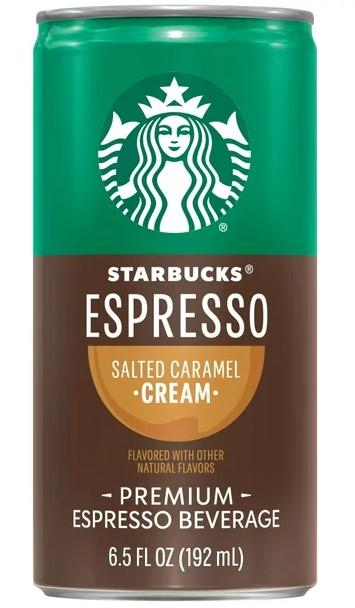 ®
STARBUCKS®
ESPRESSO
SALTED CARAMEL
•CREAM•
FLAVORED WITH OTHER
NATURAL FLAVORS
- PREMIUM -
ESPRESSO BEVERAGE
6.5 FL OZ (192 mL)